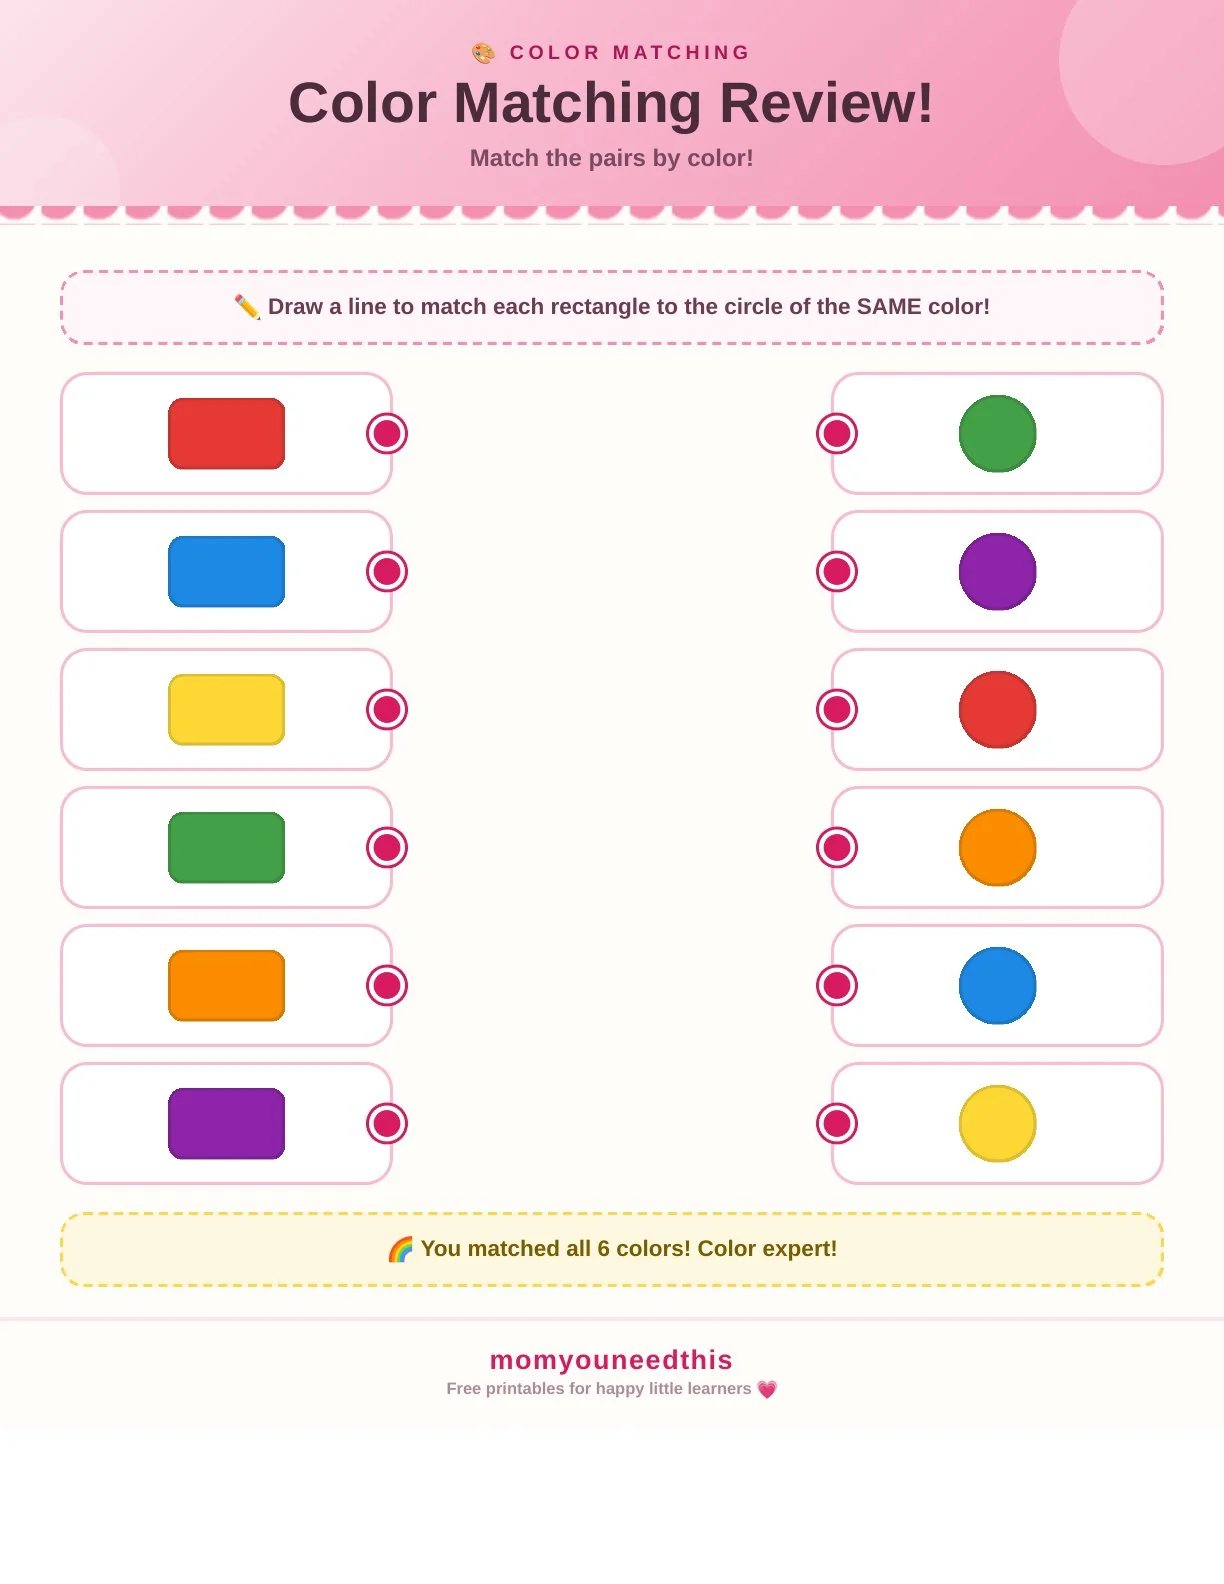 🎨 COLOR MATCHING
Color Matching Review!
Match the pairs by color!
✏️ Draw a line to match each rectangle to the circle of the SAME color!
🌈 You matched all 6 colors! Color expert!
momyouneedthis
Free printables for happy little learners 💗